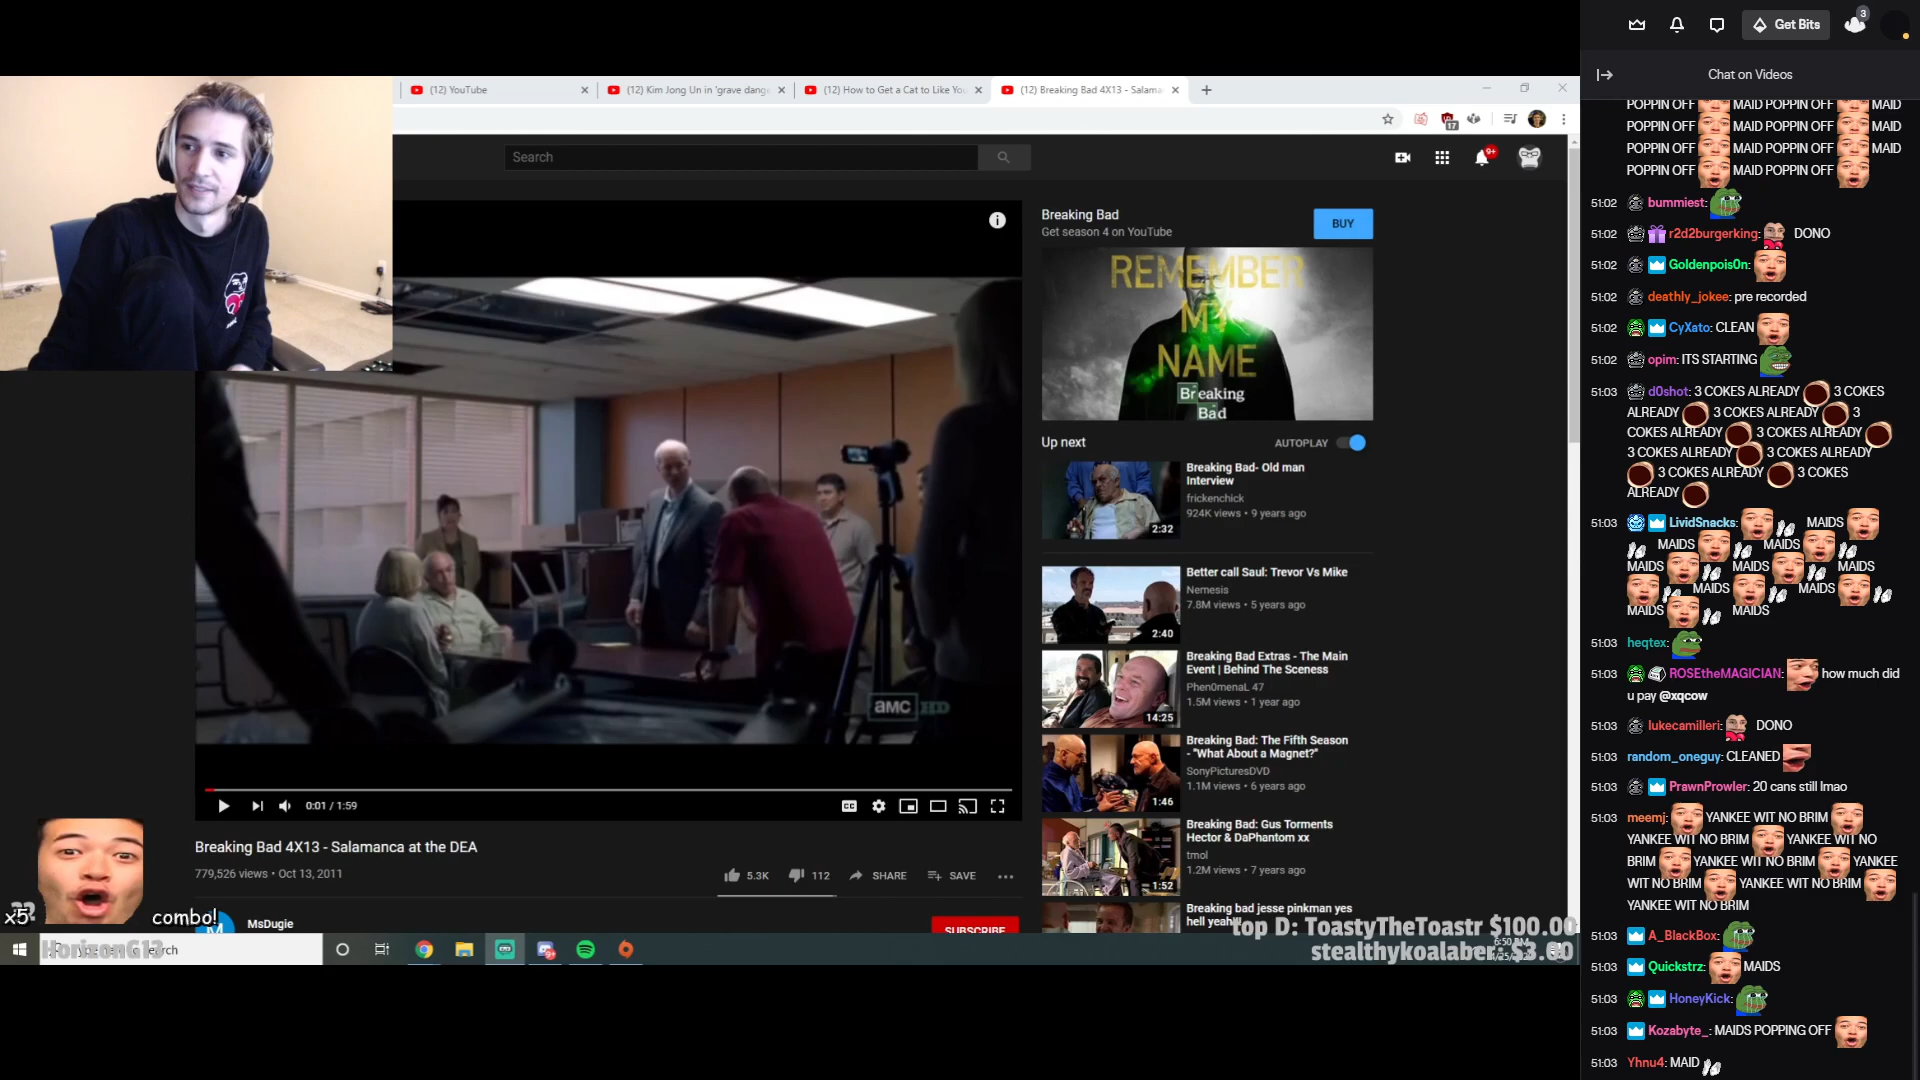 Get Bits
3
Chat on Videos
(12) YouTube
(12) Kim Jong Un in 'grave dange
(12) How to Get a Cat to Like You
(12) Breaking Bad 4X13 - Salama
17
Search
9+
Breaking Bad
Get season 4 on YouTube
BUY
REMEMBER
MY
NAME
Breaking
Bad
Up next
AUTOPLAY
Breaking Bad- Old man
Interview
frickenchick
924K views • 9 years ago
2:32
Better call Saul: Trevor Vs Mike
Nemesis
7.8M views • 5 years ago
2:40
Breaking Bad Extras - The Main
Event | Behind The Sceness
Phen0menaL 47
1.5M views • 1 year ago
14:25
Breaking Bad: The Fifth Season
- "What About a Magnet?"
SonyPicturesDVD
1.1M views • 6 years ago
1:46
Breaking Bad: Gus Torments
Hector & DaPhantom xx
tmol
1.2M views • 7 years ago
1:52
Breaking bad jesse pinkman yes
hell yeah!
amc HD
0:01 / 1:59
CC
Breaking Bad 4X13 - Salamanca at the DEA
779,526 views • Oct 13, 2011
5.3K
112
SHARE
SAVE
MsDugie
SUBSCRIBE
x5
combo!
HorizonG13
top D: ToastyTheToastr $100.00
stealthykoalaber: $3.00
POPPIN OFF MAID POPPIN OFF MAID
POPPIN OFF MAID POPPIN OFF MAID
POPPIN OFF MAID POPPIN OFF MAID
POPPIN OFF MAID POPPIN OFF
51:02 bummiest:
51:02 r2d2burgerking: DONO
51:02 Goldenpois0n:
51:02 deathly_jokee: pre recorded
51:02 CyXato: CLEAN
51:02 opim: ITS STARTING
51:03 d0shot: 3 COKES ALREADY 3 COKES
ALREADY 3 COKES ALREADY 3
COKES ALREADY 3 COKES ALREADY
3 COKES ALREADY 3 COKES ALREADY
3 COKES ALREADY 3 COKES
ALREADY
51:03 LividSnacks: MAIDS
MAIDS MAIDS
MAIDS MAIDS MAIDS
MAIDS MAIDS
MAIDS MAIDS
51:03 heqtex:
51:03 ROSEtheMAGICIAN: how much did
u pay @xqcow
51:03 lukecamilleri: DONO
51:03 random_oneguy: CLEANED
51:03 PrawnProwler: 20 cans still lmao
51:03 meemj: YANKEE WIT NO BRIM
YANKEE WIT NO BRIM YANKEE WIT NO
BRIM YANKEE WIT NO BRIM YANKEE
WIT NO BRIM YANKEE WIT NO BRIM
YANKEE WIT NO BRIM
51:03 A_BlackBox:
51:03 Quickstrz: MAIDS
51:03 HoneyKick:
51:03 Kozabyte_: MAIDS POPPING OFF
51:03 Yhnu4: MAID